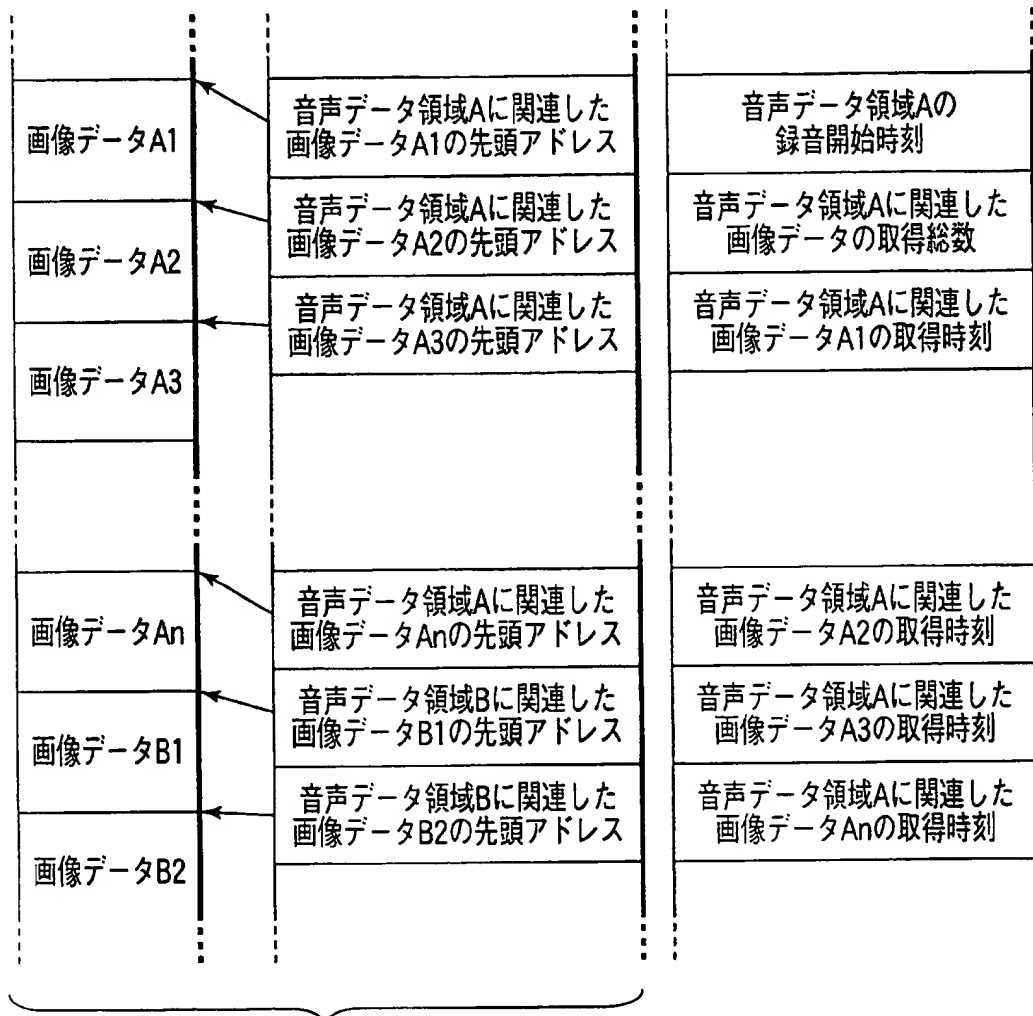 画像データA1
画像データA2
画像データA3
画像データAn
画像データB1
画像データB2
音声データ領域Aに関連した
画像データA1の先頭アドレス
音声データ領域Aに関連した
画像データA2の先頭アドレス
音声データ領域Aに関連した
画像データA3の先頭アドレス
音声データ領域Aに関連した
画像データAnの先頭アドレス
音声データ領域Bに関連した
画像データB1の先頭アドレス
音声データ領域Bに関連した
画像データB2の先頭アドレス
音声データ領域Aの
録音開始時刻
音声データ領域Aに関連した
画像データの取得総数
音声データ領域Aに関連した
画像データA1の取得時刻
音声データ領域Aに関連した
画像データA2の取得時刻
音声データ領域Aに関連した
画像データA3の取得時刻
音声データ領域Aに関連した
画像データAnの取得時刻